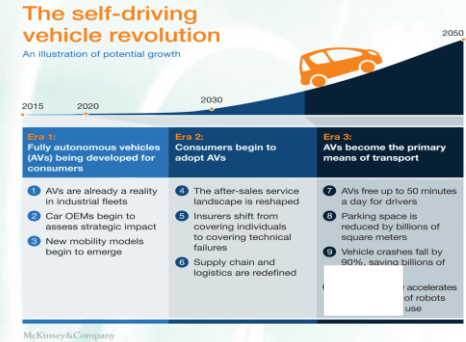 The self-driving
vehicle revolution
An illustration of potential growth
2050
2015
2020
2030
Era 1:
Fully autonomous vehicles
(AVs) being developed for
consumers
1 AVs are already a reality
in industrial fleets
2 Car OEMs begin to
assess strategic impact
3 New mobility models
begin to emerge
Era 2:
Consumers begin to
adopt AVs
4 The after-sales service
landscape is reshaped
5 Insurers shift from
covering individuals
to covering technical
failures
6 Supply chain and
logistics are redefined
Era 3:
AVs become the primary
means of transport
7 AVs free up to 50 minutes
a day for drivers
8 Parking space is
reduced by billions of
square meters
9 Vehicle crashes fall by
90%, saving billions of
accelerates
of robots
use
McKinsey&Company